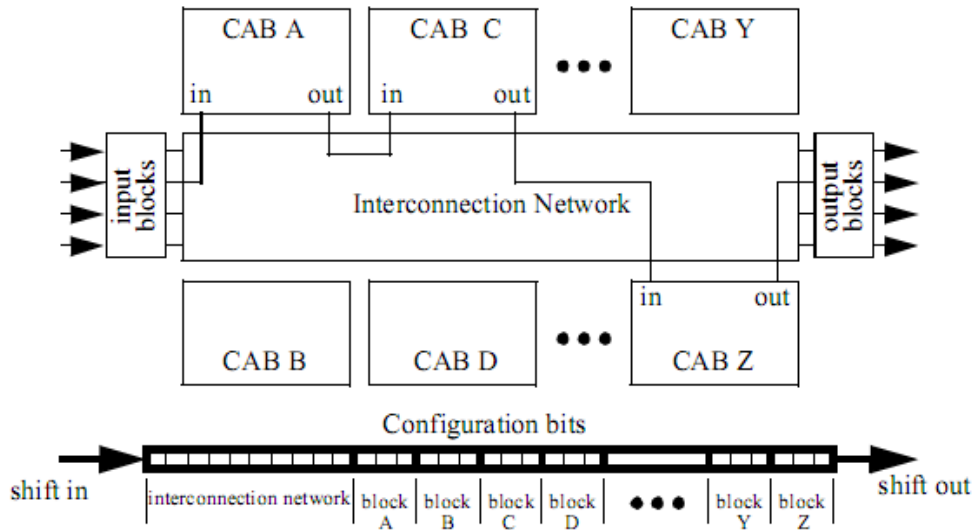 CAB A
CAB C
CAB Y
in
out
in
out
input
blocks
Interconnection Network
output
blocks
in
out
CAB B
CAB D
CAB Z
Configuration bits
shift in
shift out
interconnection network
block
A
block
B
block
C
block
D
block
Y
block
Z